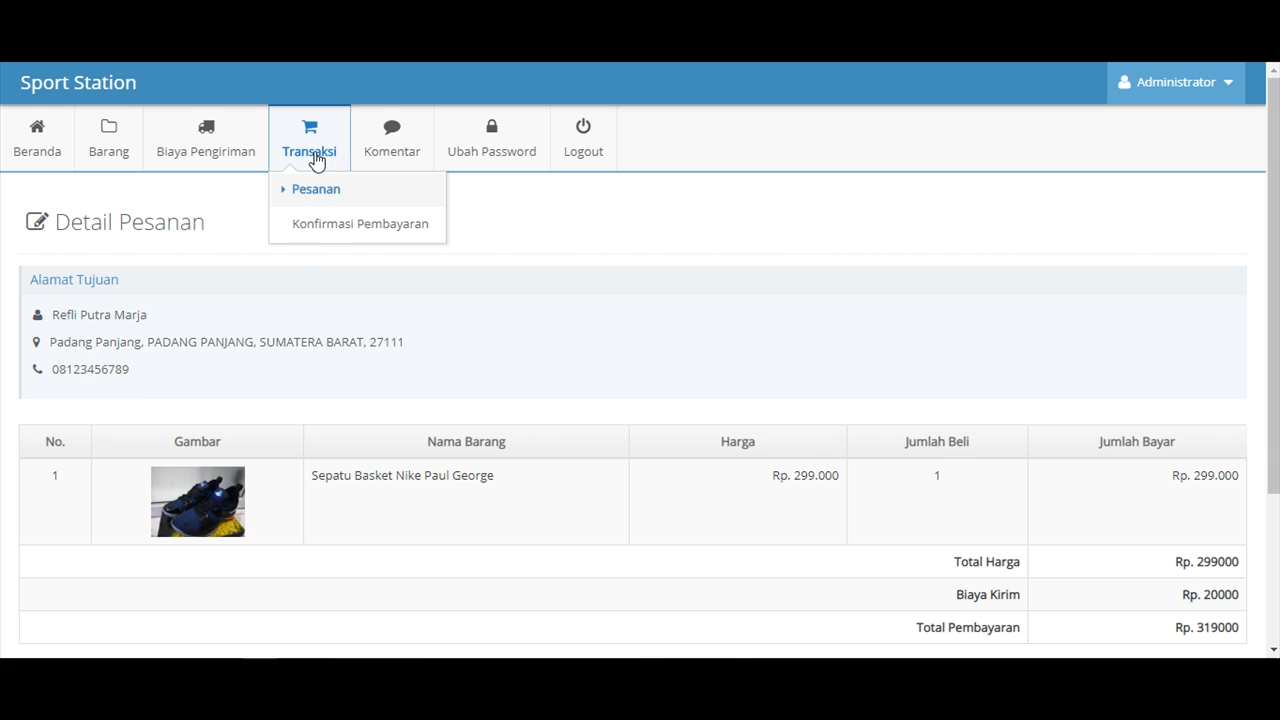 Sport Station
Administrator
Beranda
Barang
Biaya Pengiriman
Transaksi
Komentar
Ubah Password
Logout
Pesanan
Konfirmasi Pembayaran
Detail Pesanan
Alamat Tujuan
Refli Putra Marja
Padang Panjang, PADANG PANJANG, SUMATERA BARAT, 27111
08123456789
No. Gambar Nama Barang Harga Jumlah Beli Jumlah Bayar
1 Sepatu Basket Nike Paul George Rp. 299.000 1 Rp. 299.000
Total Harga Rp. 299000
Biaya Kirim Rp. 20000
Total Pembayaran Rp. 319000